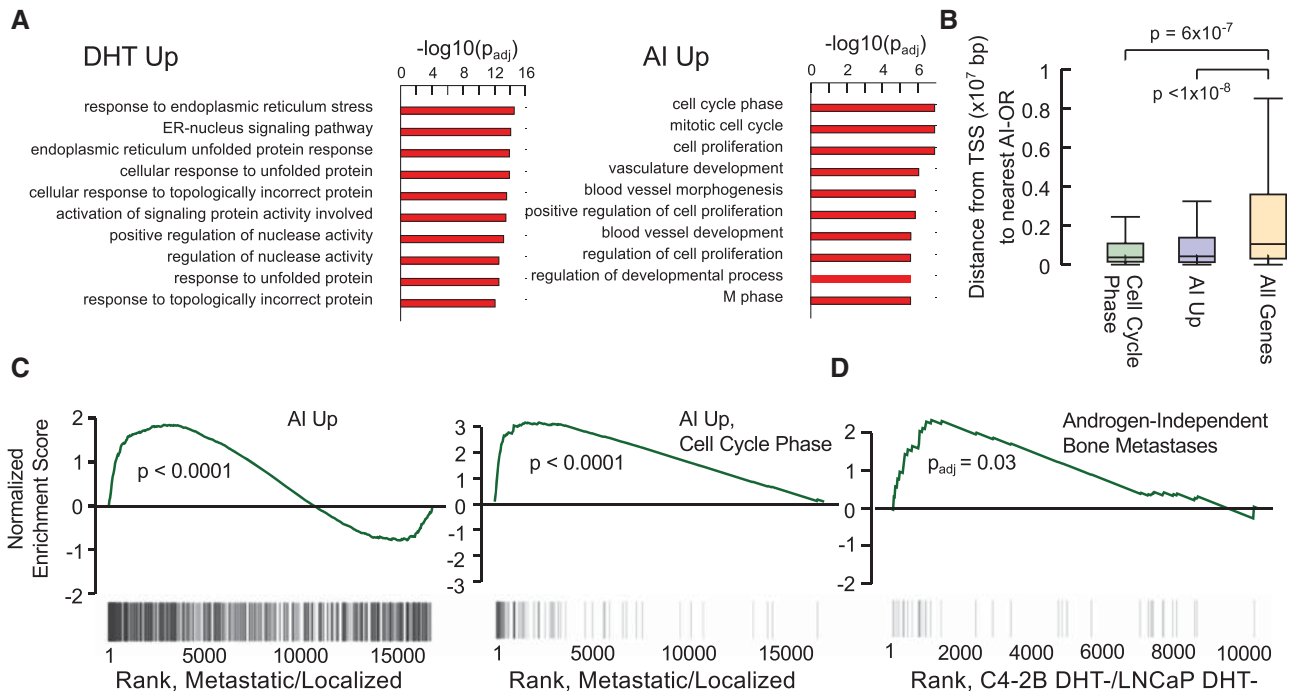 A
DHT Up
-log10(padj)
0 4 8 12 16
response to endoplasmic reticulum stress
ER-nucleus signaling pathway
endoplasmic reticulum unfolded protein response
cellular response to unfolded protein
cellular response to topologically incorrect protein
activation of signaling protein activity involved
positive regulation of nuclease activity
regulation of nuclease activity
response to unfolded protein
response to topologically incorrect protein
AI Up
-log10(padj)
0 2 4 6
cell cycle phase
mitotic cell cycle
cell proliferation
vasculature development
blood vessel morphogenesis
positive regulation of cell proliferation
blood vessel development
regulation of cell proliferation
regulation of developmental process
M phase
B
Distance from TSS (x10⁷ bp)
to nearest AI-OR
p = 6x10⁻⁷
p <1x10⁻⁸
1
0.8
0.6
0.4
0.2
0
Cell Cycle
Phase
AI Up
All Genes
C
Normalized
Enrichment Score
AI Up
p < 0.0001
2
1
0
-1
-2
1 5000 10000 15000
Rank, Metastatic/Localized
AI Up,
Cell Cycle Phase
p < 0.0001
3
2
1
0
-1
-2
-3
1 5000 10000 15000
Rank, Metastatic/Localized
D
Androgen-Independent
Bone Metastases
padj = 0.03
2
1
0
-1
-2
1 2000 4000 6000 8000 10000
Rank, C4-2B DHT-/LNCaP DHT-